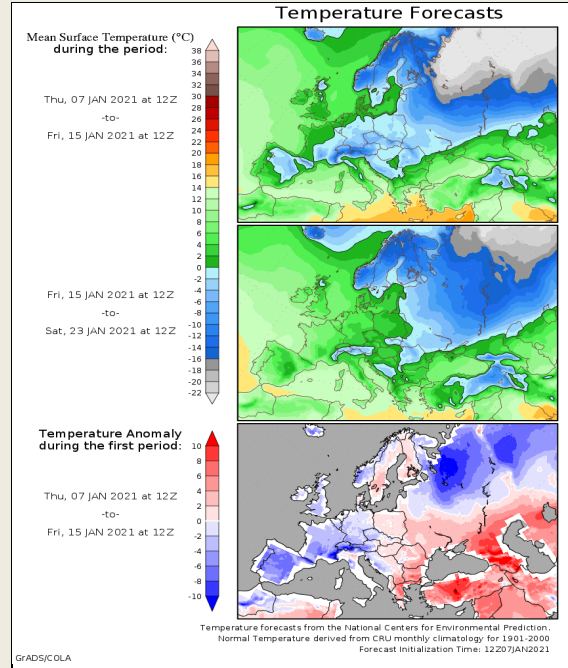 Temperature Forecasts
Mean Surface Temperature (°C)
during the period:
Thu, 07 JAN 2021 at 12Z
-to-
Fri, 15 JAN 2021 at 12Z
38
36
34
32
30
28
26
24
22
20
18
16
14
12
10
8
6
4
2
0
-2
-4
-6
-8
-10
-12
-14
-16
-18
-20
-22
Fri, 15 JAN 2021 at 12Z
-to-
Sat, 23 JAN 2021 at 12Z
Temperature Anomaly
during the first period:
Thu, 07 JAN 2021 at 12Z
-to-
Fri, 15 JAN 2021 at 12Z
10
8
6
4
2
0
-2
-4
-6
-8
-10
Temperature forecasts from the National Centers for Environmental Prediction.
Normal Temperature derived from CRU monthly climatology for 1901-2000
Forecast Initialization Time: 12Z07JAN2021
GrADS/COLA